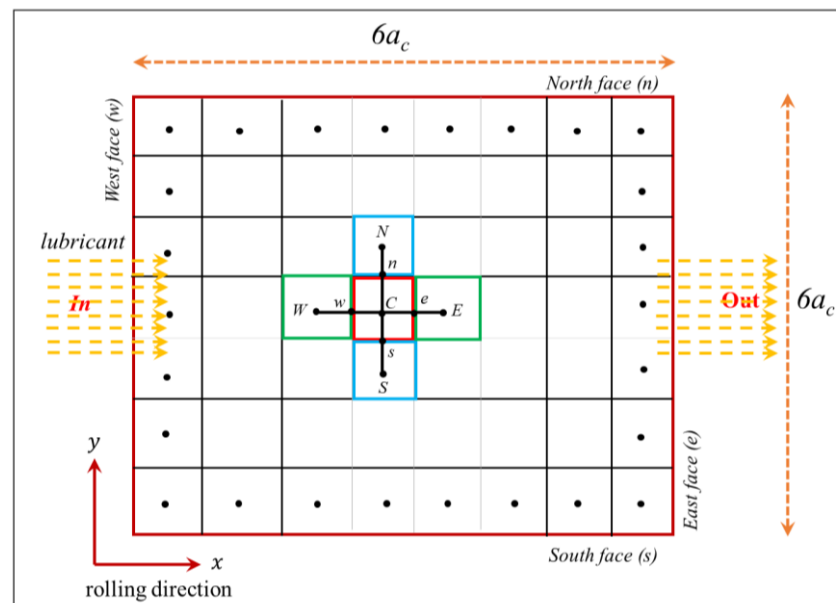 6a_c
North face (n)
West face (w)
lubricant
In
N
n
W
w
C
e
E
s
S
Out
6a_c
East face (e)
y
x
rolling direction
South face (s)